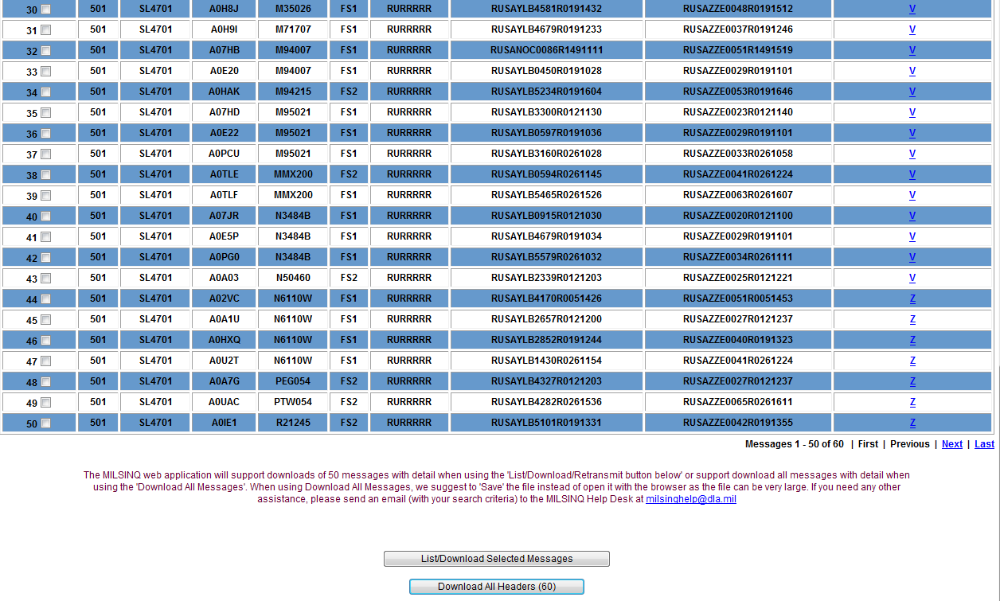 30 501 SL4701 A0H8J M35026 FS1 RURRRRR RUSAYLB4581R0191432 RUSAZZE0048R0191512 V
31 501 SL4701 A0H9I M71707 FS1 RURRRRR RUSAYLB4679R0191233 RUSAZZE0037R0191246 V
32 501 SL4701 A07HB M94007 FS1 RURRRRR RUSANOC0086R1491111 RUSAZZE0051R1491519 V
33 501 SL4701 A0E20 M94007 FS1 RURRRRR RUSAYLB0450R0191028 RUSAZZE0029R0191101 V
34 501 SL4701 A0HAK M94215 FS2 RURRRRR RUSAYLB5234R0191604 RUSAZZE0053R0191646 V
35 501 SL4701 A07HD M95021 FS1 RURRRRR RUSAYLB3300R0121130 RUSAZZE0023R0121140 V
36 501 SL4701 A0E22 M95021 FS1 RURRRRR RUSAYLB0597R0191036 RUSAZZE0029R0191101 V
37 501 SL4701 A0PCU M95021 FS1 RURRRRR RUSAYLB3160R0261028 RUSAZZE0033R0261058 V
38 501 SL4701 A0TLE MMX200 FS2 RURRRRR RUSAYLB0594R0261145 RUSAZZE0041R0261224 V
39 501 SL4701 A0TLF MMX200 FS1 RURRRRR RUSAYLB5465R0261526 RUSAZZE0063R0261607 V
40 501 SL4701 A07JR N3484B FS1 RURRRRR RUSAYLB0915R0121030 RUSAZZE0020R0121100 V
41 501 SL4701 A0E5P N3484B FS1 RURRRRR RUSAYLB4679R0191034 RUSAZZE0029R0191101 V
42 501 SL4701 A0PG0 N3484B FS1 RURRRRR RUSAYLB5579R0261032 RUSAZZE0034R0261111 V
43 501 SL4701 A0A03 N50460 FS2 RURRRRR RUSAYLB2339R0121203 RUSAZZE0025R0121221 V
44 501 SL4701 A02VC N6110W FS1 RURRRRR RUSAYLB4170R0051426 RUSAZZE0051R0051453 Z
45 501 SL4701 A0A1U N6110W FS1 RURRRRR RUSAYLB2657R0121200 RUSAZZE0027R0121237 Z
46 501 SL4701 A0HXQ N6110W FS1 RURRRRR RUSAYLB2852R0191244 RUSAZZE0040R0191323 Z
47 501 SL4701 A0U2T N6110W FS1 RURRRRR RUSAYLB1430R0261154 RUSAZZE0041R0261224 Z
48 501 SL4701 A0A7G PEG054 FS2 RURRRRR RUSAYLB4327R0121203 RUSAZZE0027R0121237 Z
49 501 SL4701 A0UAC PTW054 FS2 RURRRRR RUSAYLB4282R0261536 RUSAZZE0065R0261611 Z
50 501 SL4701 A0IE1 R21245 FS2 RURRRRR RUSAYLB5101R0191331 RUSAZZE0042R0191355 Z
Messages 1 - 50 of 60 | First | Previous | Next | Last
The MILSINQ web application will support downloads of 50 messages with detail when using the 'List/Download/Retransmit button below' or support download all messages with detail when
using the 'Download All Messages'. When using Download All Messages, we suggest to 'Save' the file instead of open it with the browser as the file can be very large. If you need any other
assistance, please send an email (with your search criteria) to the MILSINQ Help Desk at milsinqhelp@dla.mil
List/Download Selected Messages
Download All Headers (60)